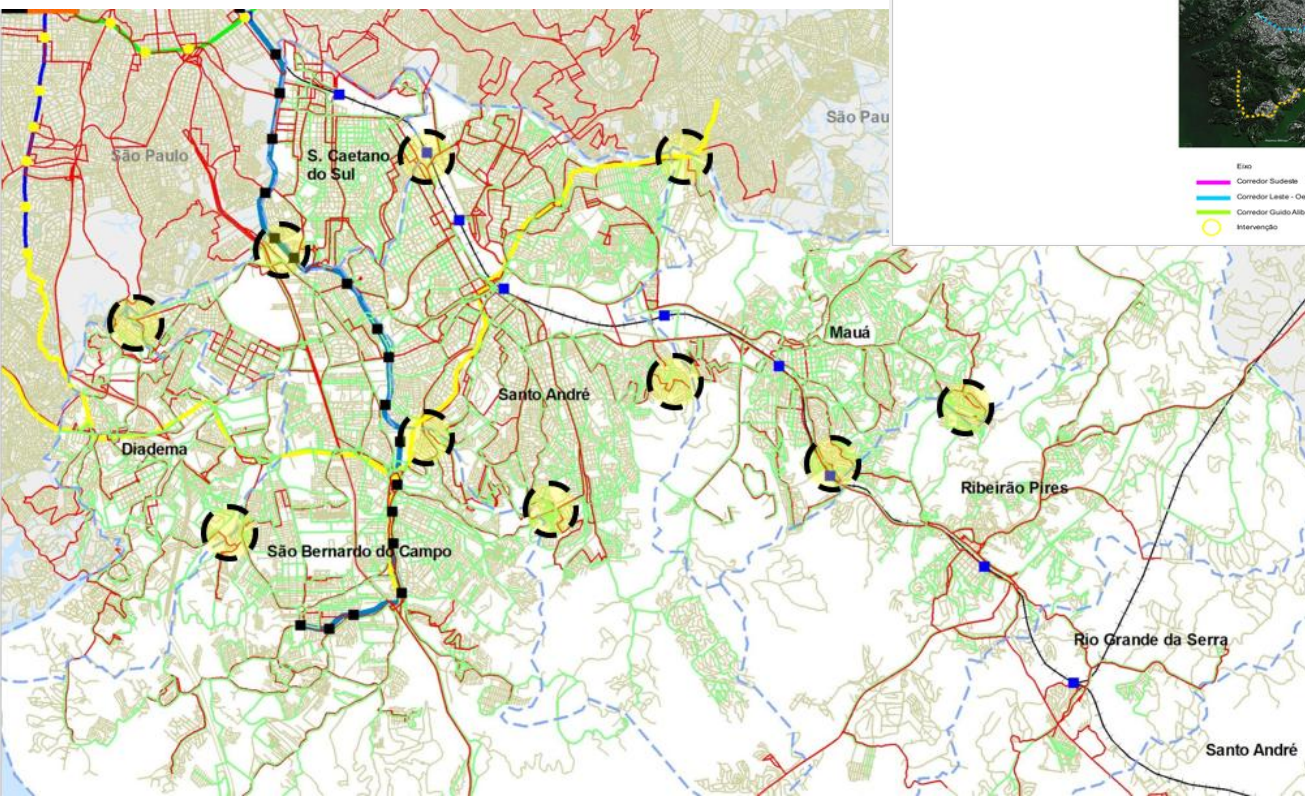 São Pau
São Paulo
S. Caetano
do Sul
Eixo
Corredor Sudeste
Corredor Leste - Oe
Corredor Guido Alib
Intervenção
Mauá
Santo André
Diadema
Ribeirão Pires
São Bernardo do Campo
Rio Grande da Serra
Santo André